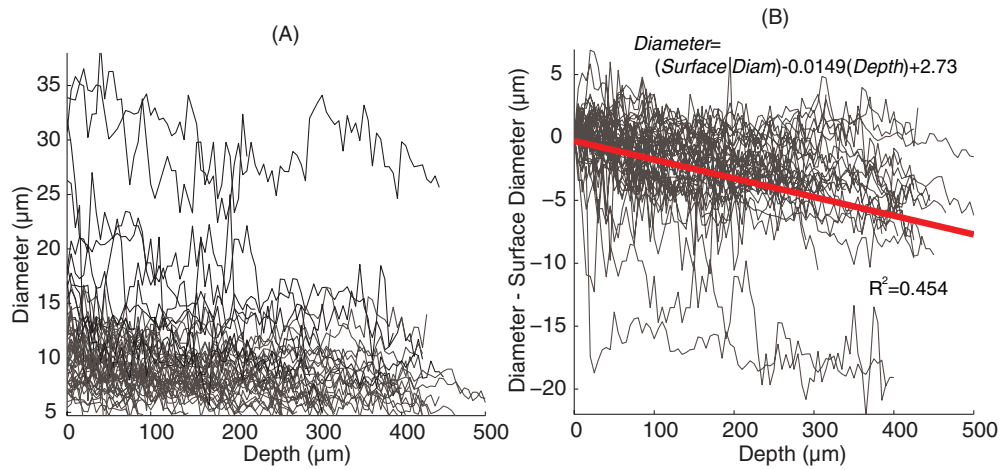 (A)
35
30
25
20
15
10
5
Diameter (µm)
0 100 200 300 400 500
Depth (µm)
(B)
Diameter=
(Surface Diam)-0.0149(Depth)+2.73
5
0
−5
−10
−15
−20
Diameter - Surface Diameter (µm)
R²=0.454
0 100 200 300 400 500
Depth (µm)